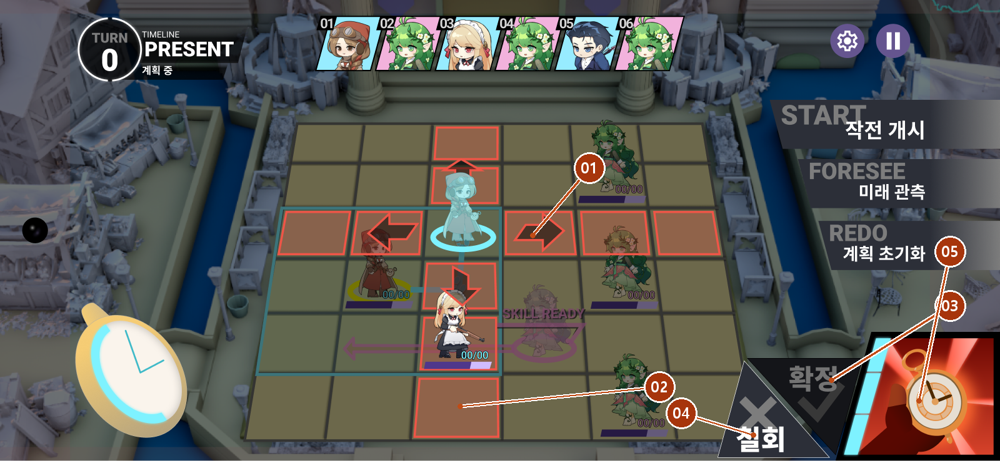 TURN
0
TIMELINE
PRESENT
계획 중
01
02
03
04
05
06
START
작전 개시
FORESEE
미래 관측
REDO
계획 초기화
01
05
03
02
04
00/00
00/00
00/00
SKILL READY
00/00
00/00
확정
철회